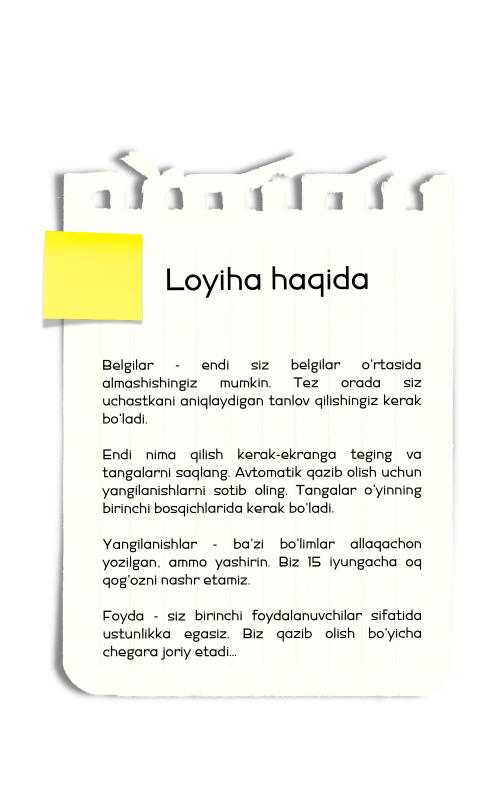 Loyiha haqida
Belgilar - endi siz belgilar o'rtasida
almashishingiz mumkin. Tez orada siz
uchastkani aniqlaydigan tanlov qilishingiz kerak
bo'ladi.
Endi nima qilish kerak-ekranga teging va
tangalarni saqlang. Avtomatik qazib olish uchun
yangilanishlarni sotib oling. Tangalar o'yinning
birinchi bosqichlarida kerak bo'ladi.
Yangilanishlar - ba'zi bo'limlar allaqachon
yozilgan, ammo yashirin. Biz 15 iyungacha oq
qog'ozni nashr etamiz.
Foyda - siz birinchi foydalanuvchilar sifatida
ustunlikka egasiz. Biz qazib olish bo'yicha
chegara joriy etadi...